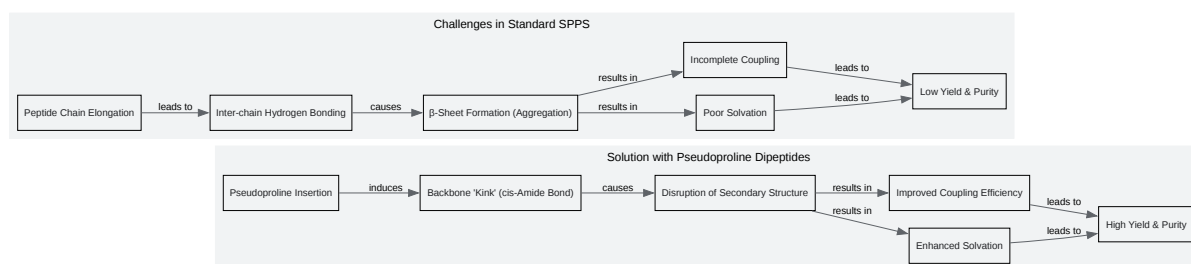 Challenges in Standard SPPS
Incomplete Coupling
results in
leads to
Peptide Chain Elongation
leads to
Inter-chain Hydrogen Bonding
causes
β-Sheet Formation (Aggregation)
results in
Poor Solvation
leads to
Low Yield & Purity
Solution with Pseudoproline Dipeptides
Pseudoproline Insertion
induces
Backbone 'Kink' (cis-Amide Bond)
causes
Disruption of Secondary Structure
results in
Improved Coupling Efficiency
leads to
results in
Enhanced Solvation
leads to
High Yield & Purity